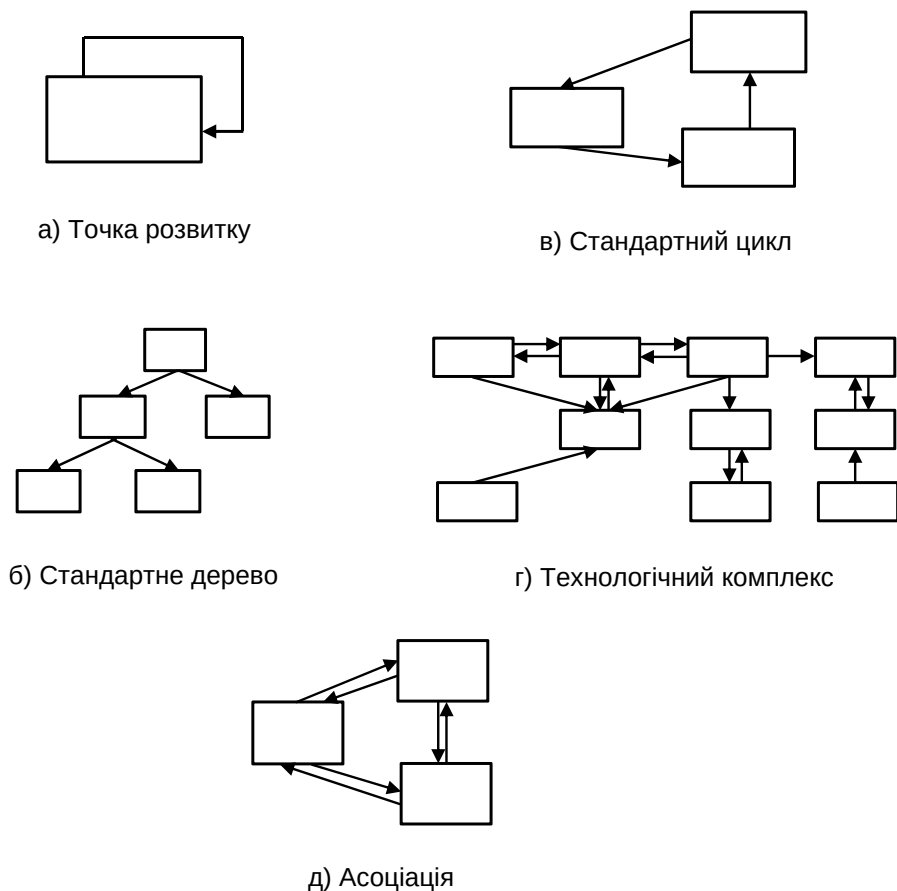 а) Точка розвитку
в) Стандартний цикл
б) Стандартне дерево
г) Технологічний комплекс
д) Асоціація